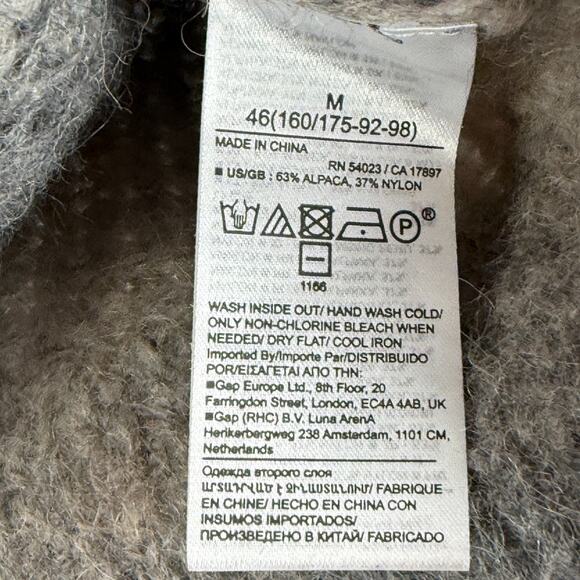 M
46(160/175-92-98)
MADE IN CHINA
RN 54023 / CA 17897
■ US/GB : 63% ALPACA, 37% NYLON
P®
1166
WASH INSIDE OUT/ HAND WASH COLD/
ONLY NON-CHLORINE BLEACH WHEN
NEEDED/ DRY FLAT/ COOL IRON
Imported By/Importe Par/DISTRIBUIDO
POR/ΕΙΣΑΓΕΤΑΙ ΑΠΟ ΤΗΝ:
■Gap Europe Ltd., 8th Floor, 20
Farringdon Street, London, EC4A 4AB, UK
■Gap (RHC) B.V. Luna ArenA
Herikerbergweg 238 Amsterdam, 1101 CM,
Netherlands
Одежда второго слоя
ԱՐՏԱԴՐՎԱԾ Է ՉԻՆԱՍՏԱՆՈՒՄ/ FABRIQUE
EN CHINE/ HECHO EN CHINA CON
INSUMOS IMPORTADOS/
ПРОИЗВЕДЕНО В КИТАЙ/ FABRICADO